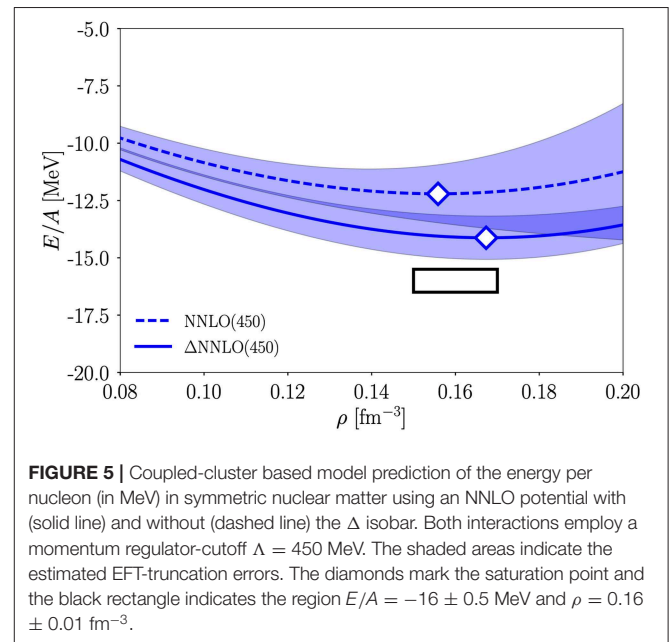 -5.0
-7.5
-10.0
-12.5
-15.0
-17.5
-20.0
E/A [MeV]
NNLO(450)
ΔNNLO(450)
0.08 0.10 0.12 0.14 0.16 0.18 0.20
ρ [fm⁻³]
FIGURE 5 | Coupled-cluster based model prediction of the energy per
nucleon (in MeV) in symmetric nuclear matter using an NNLO potential with
(solid line) and without (dashed line) the Δ isobar. Both interactions employ a
momentum regulator-cutoff Λ = 450 MeV. The shaded areas indicate the
estimated EFT-truncation errors. The diamonds mark the saturation point and
the black rectangle indicates the region E/A = −16 ± 0.5 MeV and ρ = 0.16
± 0.01 fm⁻³.